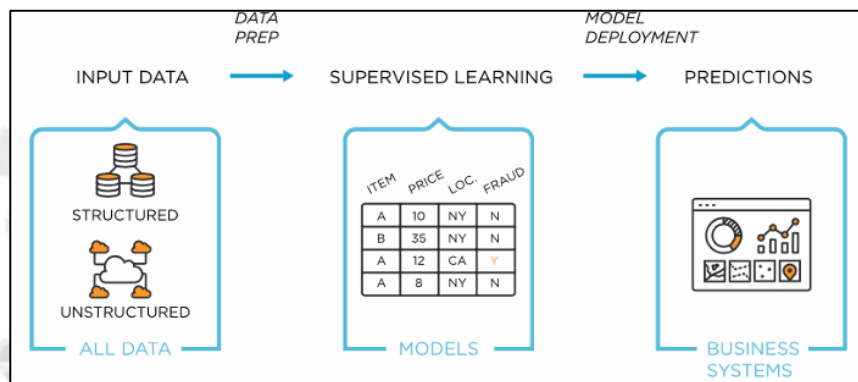 DATA
PREP
MODEL
DEPLOYMENT
INPUT DATA
SUPERVISED LEARNING
PREDICTIONS
STRUCTURED
UNSTRUCTURED
ALL DATA
ITEM PRICE LOC. FRAUD
A 10 NY N
B 35 NY N
A 12 CA Y
A 8 NY N
MODELS
BUSINESS
SYSTEMS